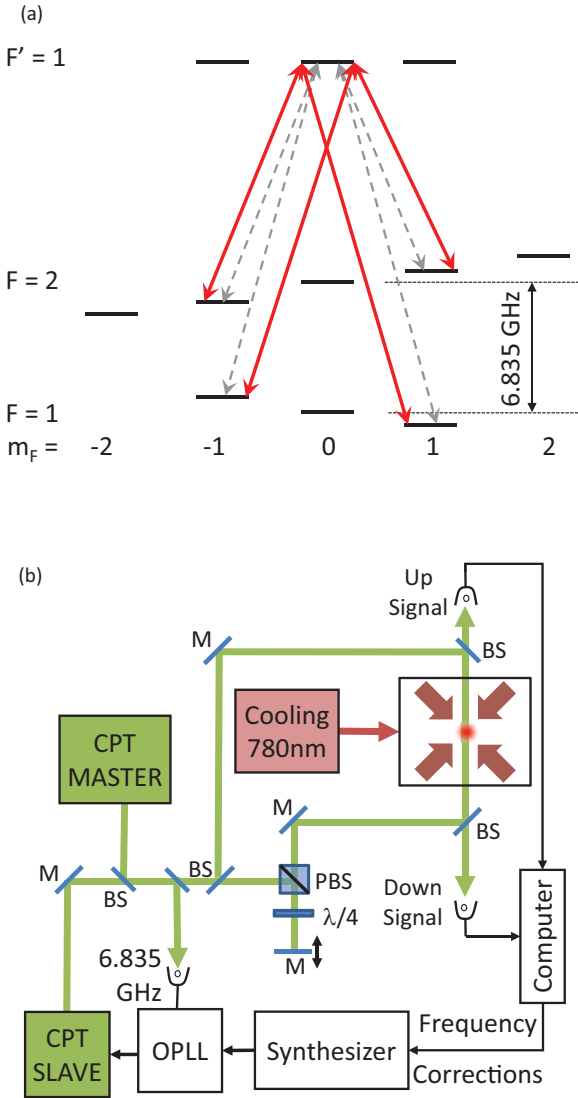 (a)
F' = 1
F = 2
6.835 GHz
F = 1
mF = -2 -1 0 1 2
(b)
Up
Signal
M
BS
Cooling
780nm
CPT
MASTER
M
BS
M
BS
BS
PBS
λ/4
M
Down
Signal
6.835
GHz
Computer
CPT
SLAVE
OPLL
Synthesizer
Frequency
Corrections